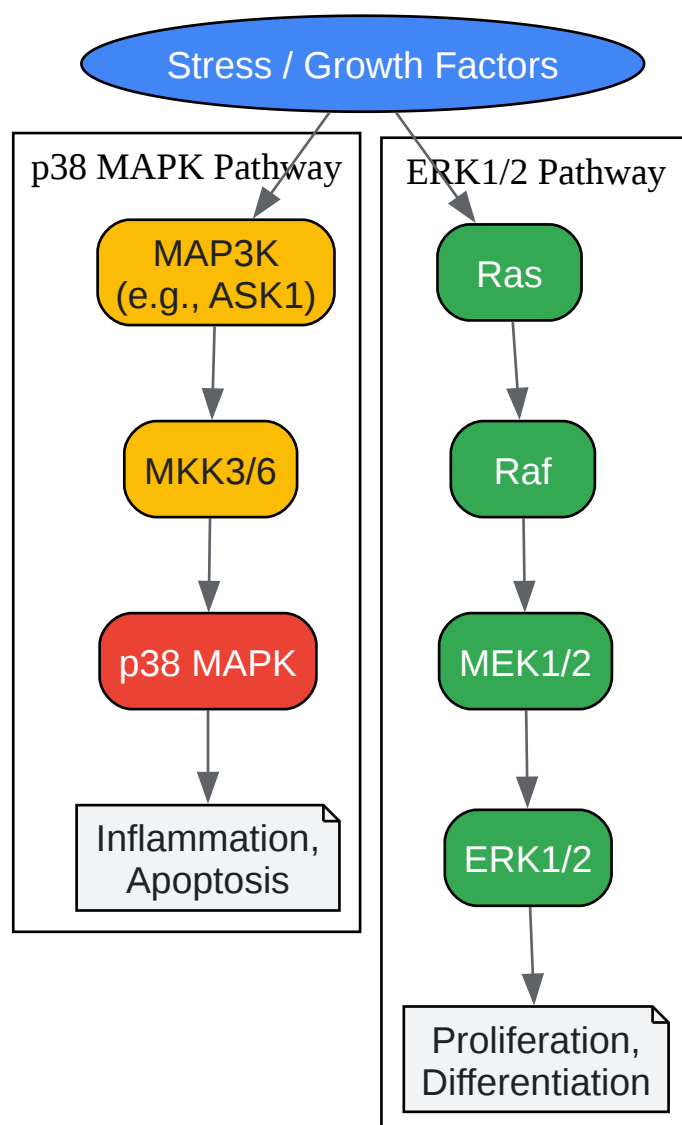 Stress / Growth Factors
p38 MAPK Pathway
MAP3K
(e.g., ASK1)
MKK3/6
p38 MAPK
Inflammation,
Apoptosis
ERK1/2 Pathway
Ras
Raf
MEK1/2
ERK1/2
Proliferation,
Differentiation